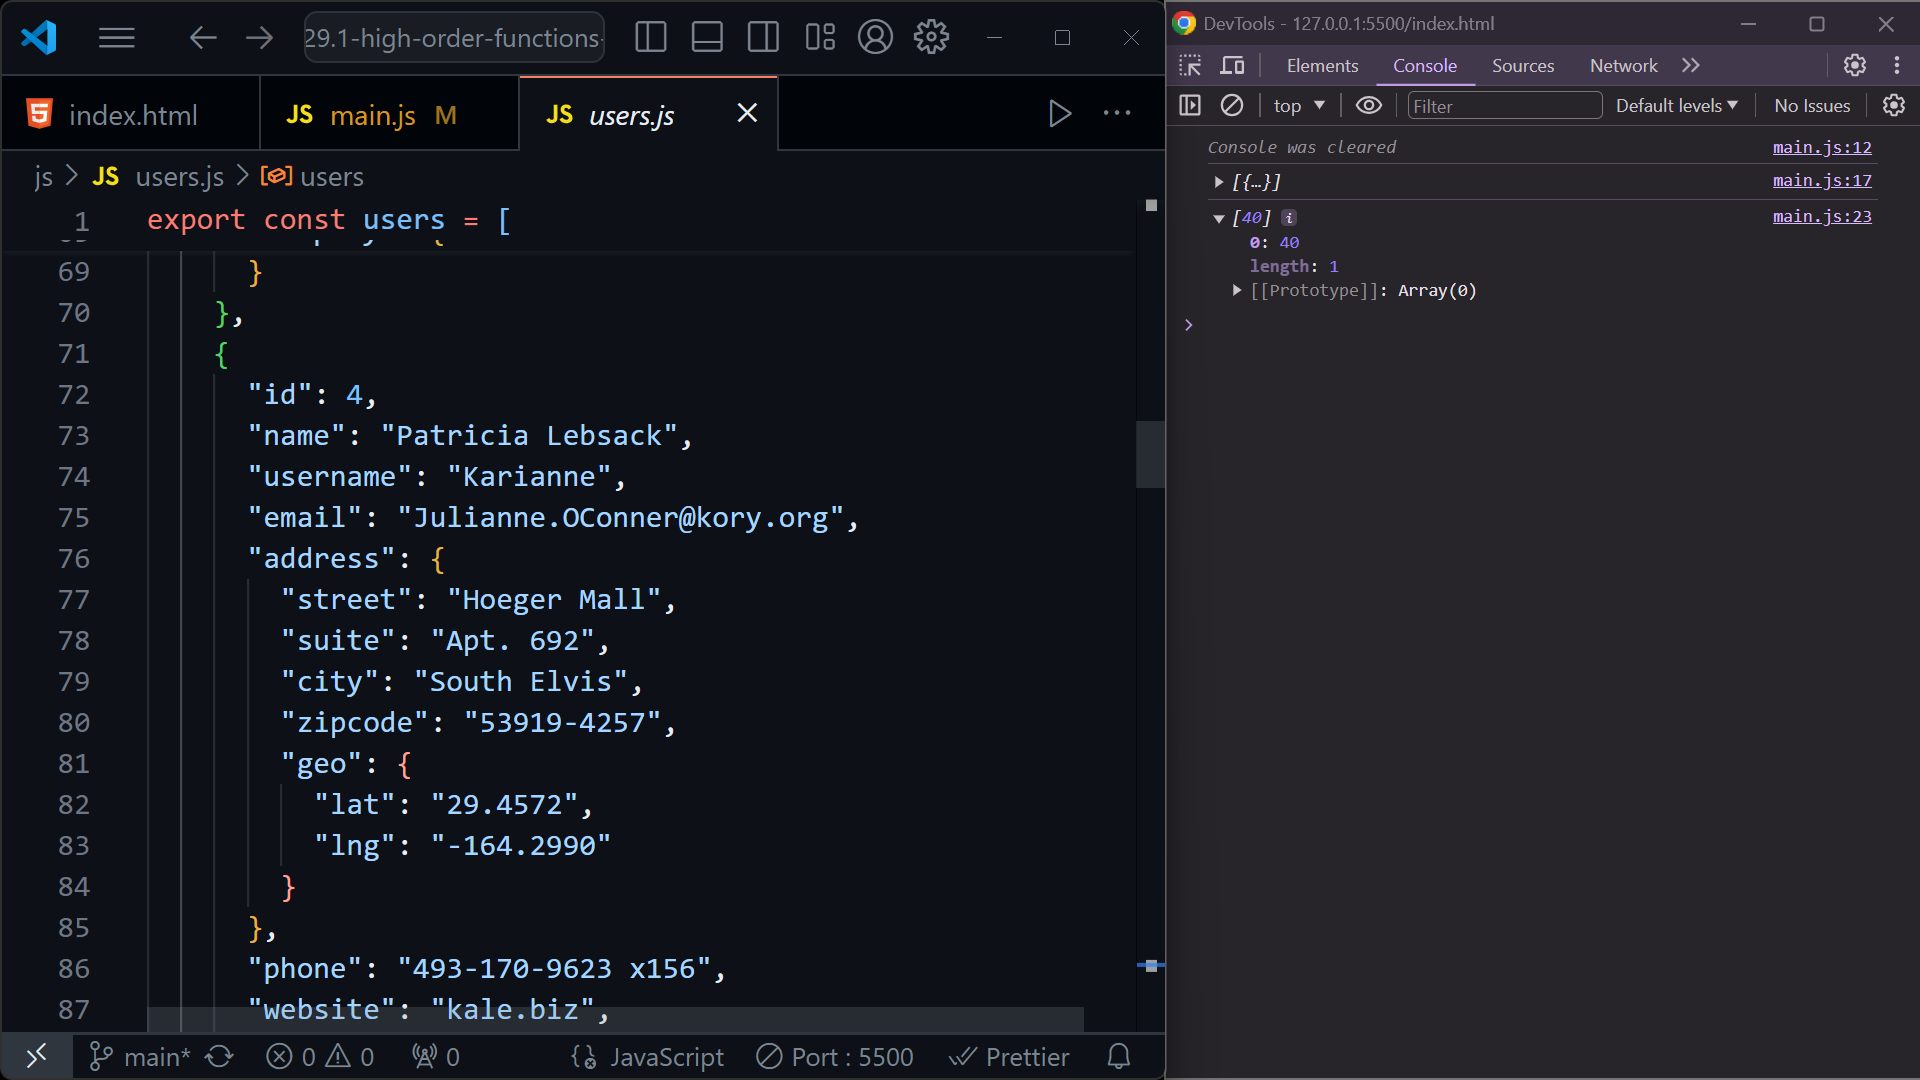 29.1-high-order-functions-
index.html
JS main.js M
JS users.js
js > JS users.js > users
1 export const users = [
69 }
70 },
71 {
72 "id": 4,
73 "name": "Patricia Lebsack",
74 "username": "Karianne",
75 "email": "Julianne.OConner@kory.org",
76 "address": {
77 "street": "Hoeger Mall",
78 "suite": "Apt. 692",
79 "city": "South Elvis",
80 "zipcode": "53919-4257",
81 "geo": {
82 "lat": "29.4572",
83 "lng": "-164.2990"
84 }
85 },
86 "phone": "493-170-9623 x156",
87 "website": "kale.biz",
main* 0 0 0 JavaScript Port : 5500 Prettier
DevTools - 127.0.0.1:5500/index.html
Elements Console Sources Network
top Filter Default levels No Issues
Console was cleared main.js:12
[{…}] main.js:17
[40] i main.js:23
0: 40
length: 1
[[Prototype]]: Array(0)